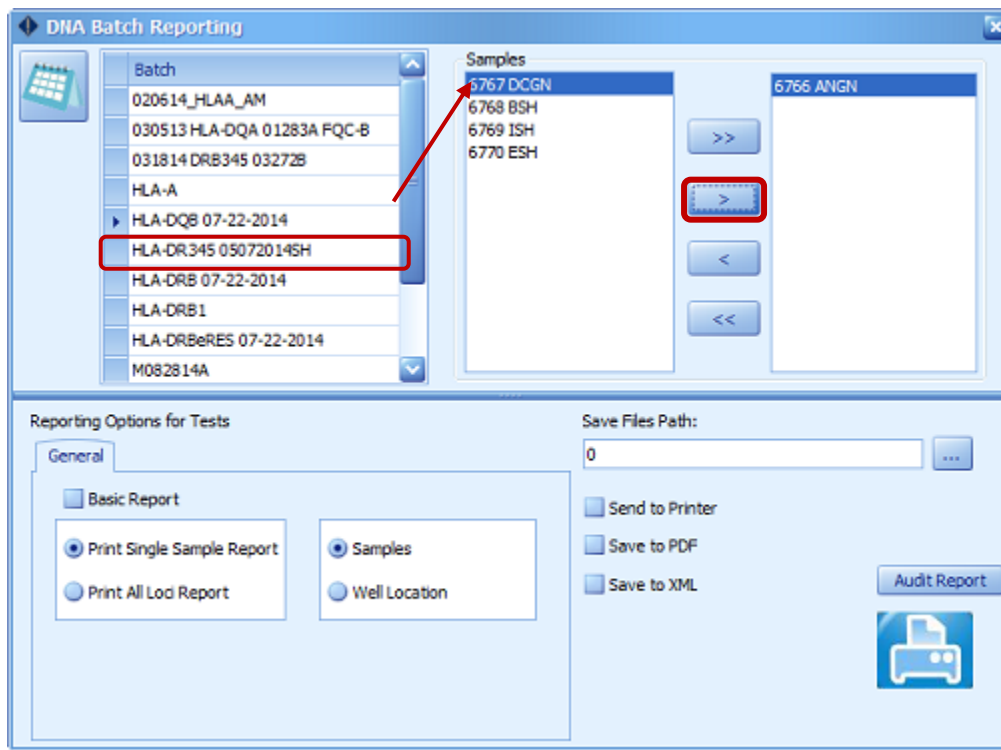 DNA Batch Reporting
Batch
020614_HLAA_AM
030513 HLA-DQA 01283A FQC-B
031814 DRB345 03272B
HLA-A
HLA-DQB 07-22-2014
HLA-DR345 05072014SH
HLA-DRB 07-22-2014
HLA-DRB1
HLA-DRBeRES 07-22-2014
M082814A
Samples
6767 DCGN
6768 BSH
6769 ISH
6770 ESH
>>
>
<
<<
6766 ANGN
Reporting Options for Tests
General
Basic Report
Print Single Sample Report
Print All Loci Report
Samples
Well Location
Save Files Path:
0
...
Send to Printer
Save to PDF
Save to XML
Audit Report